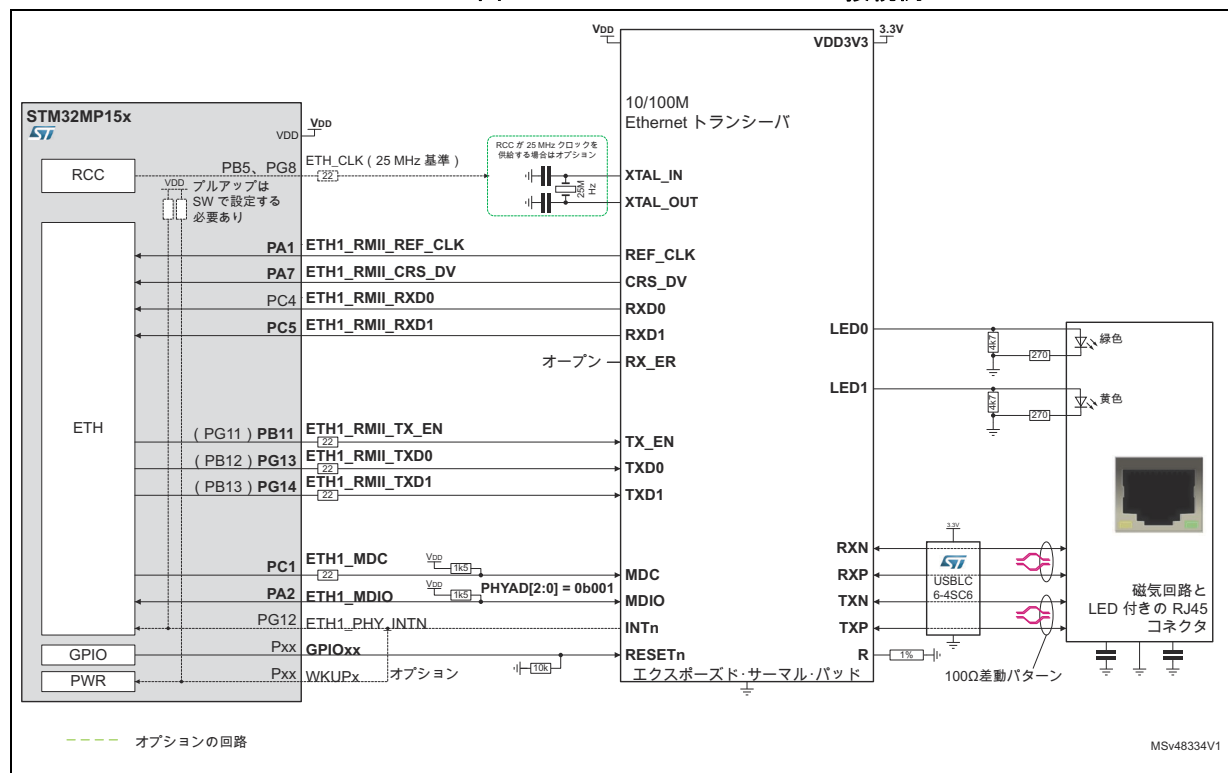 VDD
3.3V
VDD3V3
10/100M
Ethernet トランシーバ
STM32MP15x
VDD
VDD
RCC
PB5、PG8
ETH_CLK ( 25 MHz 基準 )
22
RCC が 25 MHz クロックを
供給する場合はオプション
25M
Hz
XTAL_IN
XTAL_OUT
VDD
プルアップは
SW で設定する
必要あり
ETH
PA1 ETH1_RMII_REF_CLK
REF_CLK
PA7 ETH1_RMII_CRS_DV
CRS_DV
PC4 ETH1_RMII_RXD0
RXD0
PC5 ETH1_RMII_RXD1
RXD1
オープン
RX_ER
LED0
4k7
270
緑色
LED1
4k7
270
黄色
( PG11 ) PB11 ETH1_RMII_TX_EN
22
TX_EN
( PB12 ) PG13 ETH1_RMII_TXD0
22
TXD0
( PB13 ) PG14 ETH1_RMII_TXD1
22
TXD1
PC1 ETH1_MDC
22
VDD
1k5
MDC
PA2 ETH1_MDIO
VDD
1k5
PHYAD[2:0] = 0b001
MDIO
PG12 ETH1_PHY_INTN
INTn
GPIO
Pxx GPIOxx
10k
RESETn
PWR
Pxx WKUPx
オプション
エクスポーズド・サーマル・パッド
RXN
RXP
TXN
TXP
R
1%
3.3V
USBLC
6-4SC6
100Ω差動パターン
磁気回路と
LED 付きの RJ45
コネクタ
オプションの回路
MSv48334V1